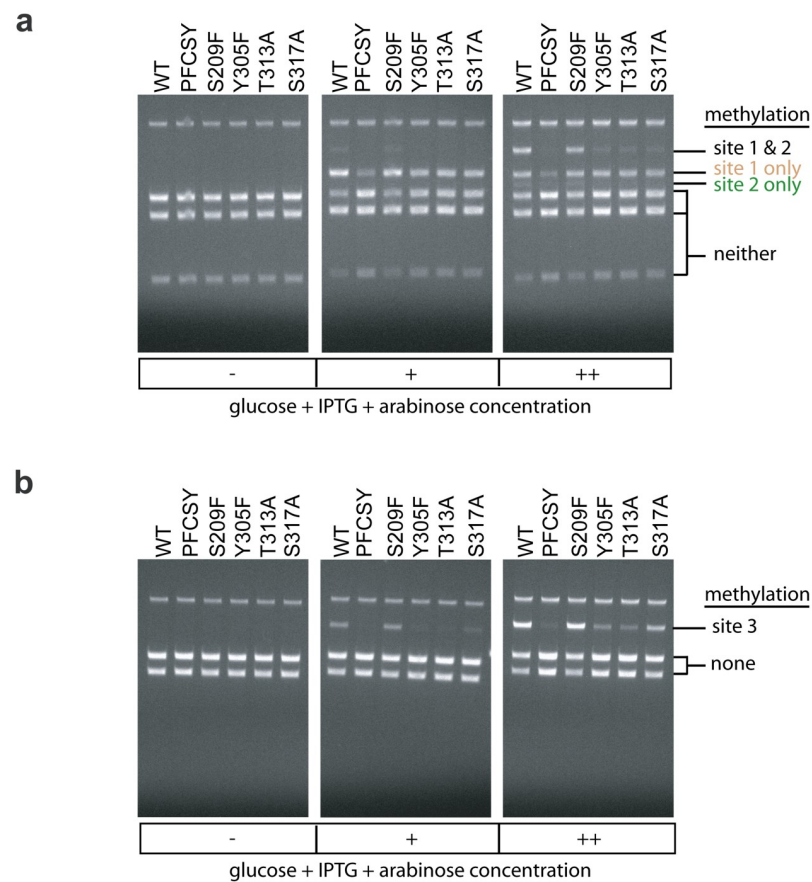 a
WT PFCSY S209F Y305F T313A S317A WT PFCSY S209F Y305F T313A S317A WT PFCSY S209F Y305F T313A S317A
methylation
site 1 & 2
site 1 only
site 2 only
neither
- + ++
glucose + IPTG + arabinose concentration
b
WT PFCSY S209F Y305F T313A S317A WT PFCSY S209F Y305F T313A S317A WT PFCSY S209F Y305F T313A S317A
methylation
site 3
none
- + ++
glucose + IPTG + arabinose concentration